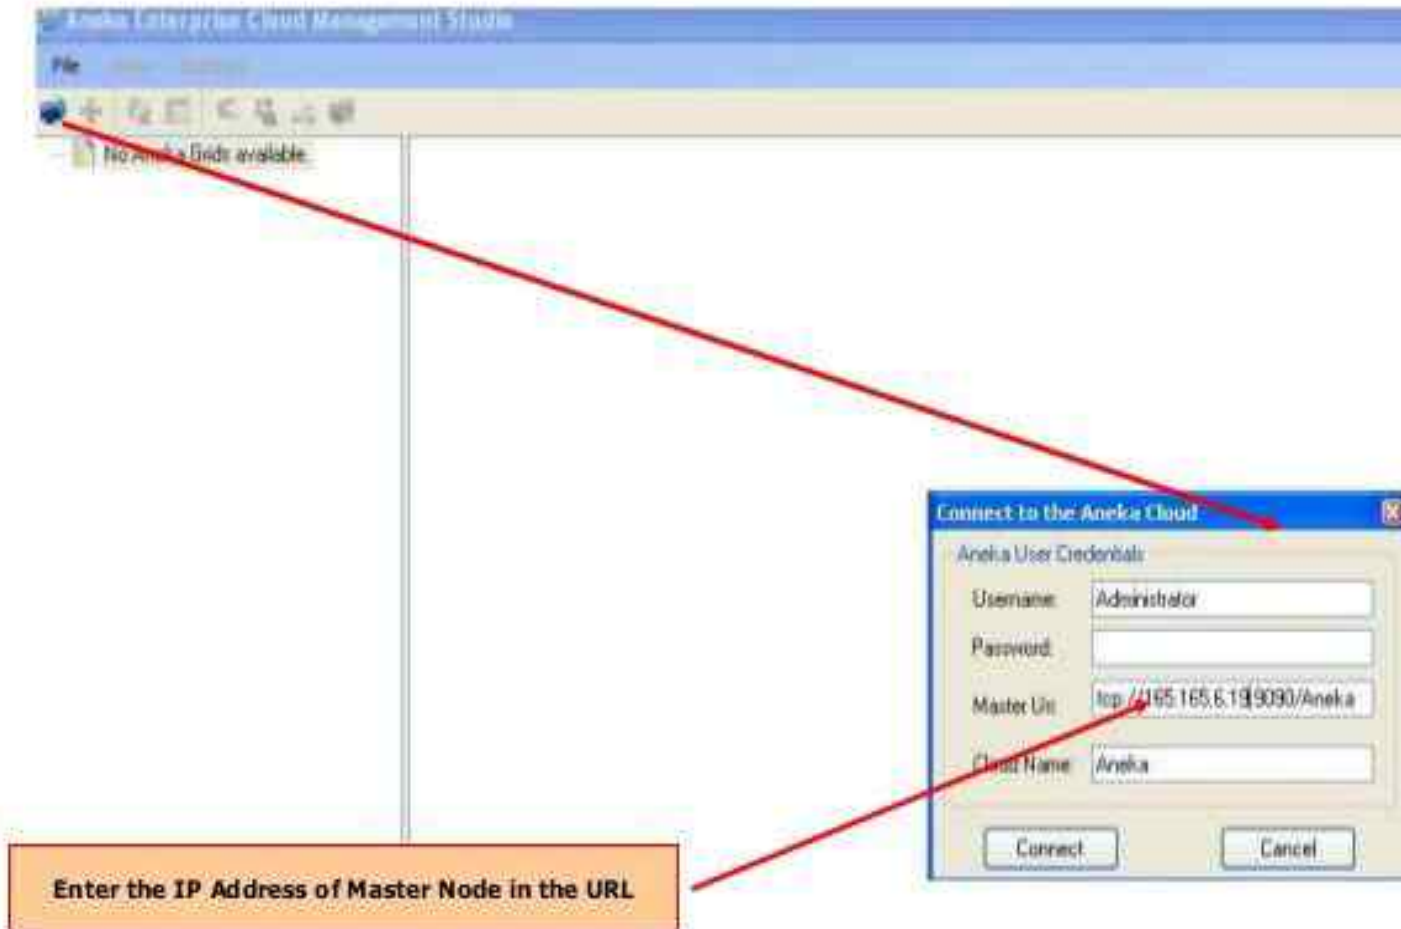 Aneka Enterprise Cloud Management Studio
File
No Aneka Grids available.
Connect to the Aneka Cloud
Aneka User Credentials
Username: Administrator
Password:
Master Uri: tcp://165.165.6.19:9090/Aneka
Cloud Name: Aneka
Connect Cancel
Enter the IP Address of Master Node in the URL